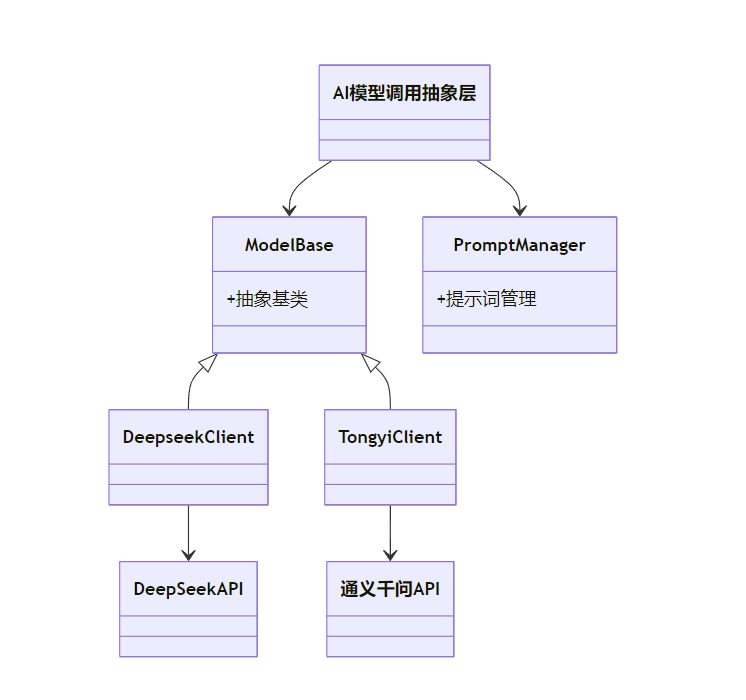 AI模型调用抽象层
ModelBase
PromptManager
+抽象基类
+提示词管理
DeepseekClient
TongyiClient
DeepSeekAPI
通义千问API